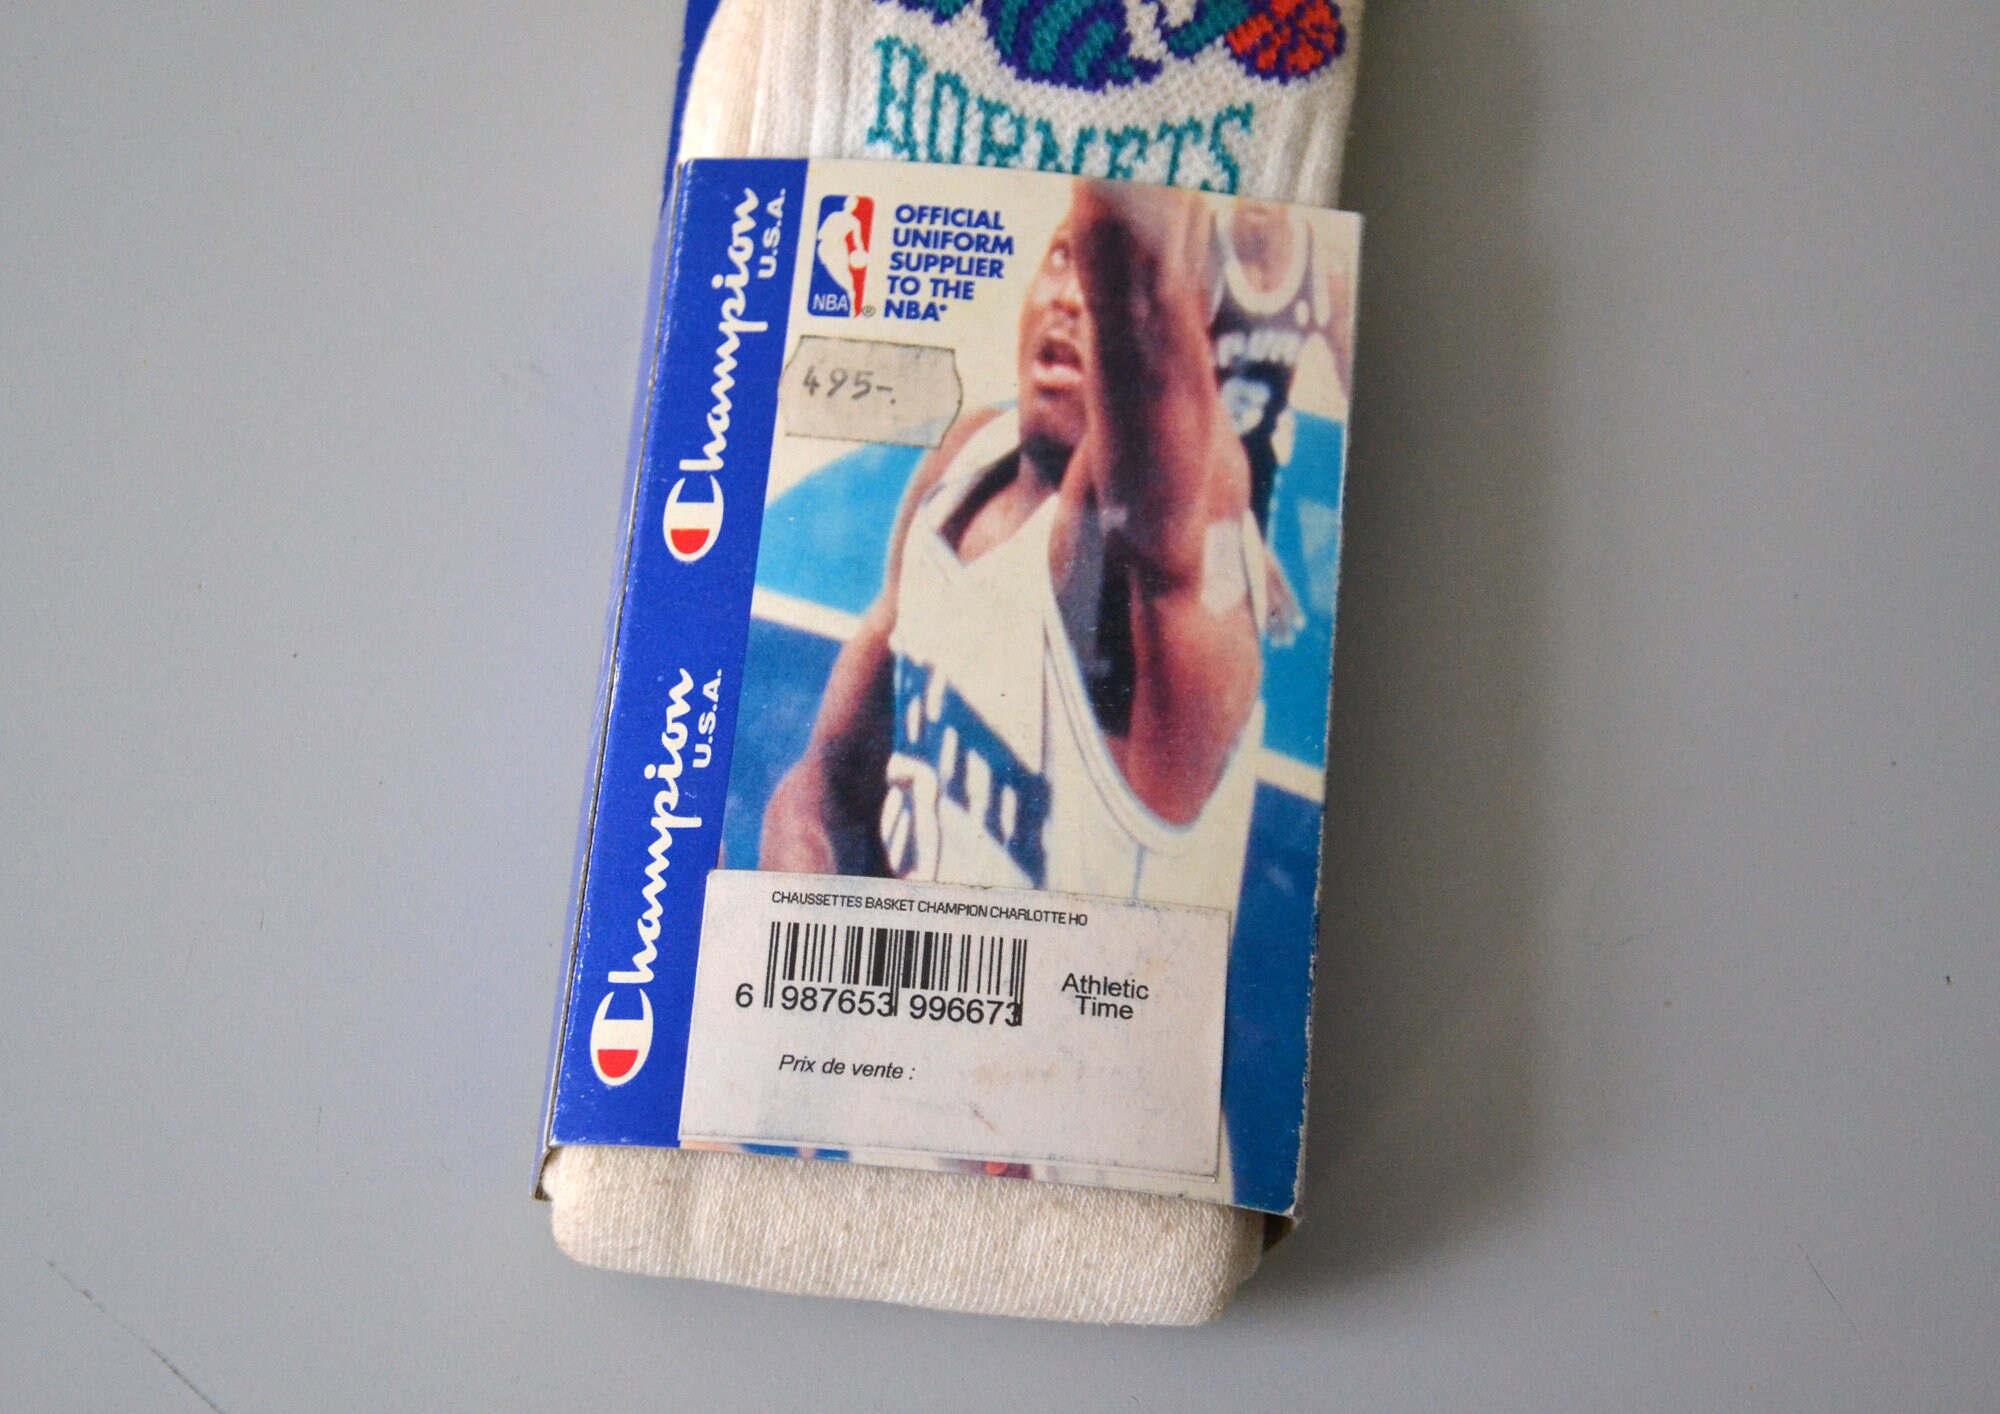 HORNETS
Champion
U.S.A.
Champion
U.S.A.
NBA
®
OFFICIAL
UNIFORM
SUPPLIER
TO THE
NBA
495-.
CHAUSSETTES BASKET CHAMPION CHARLOTTE HO
6 987653 996673
Athletic
Time
Prix de vente :